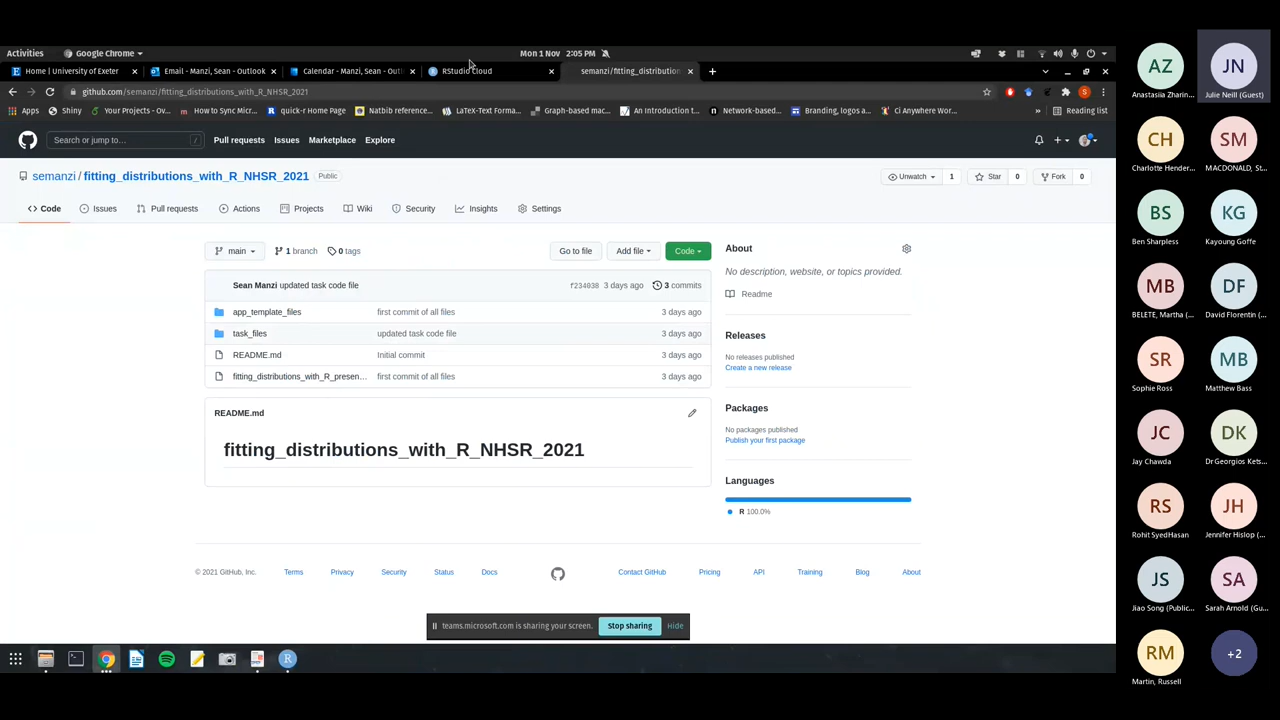 Activities Google Chrome Mon 1 Nov 2:05 PM
Home | University of Exeter Email - Manzi, Sean - Outlook Calendar - Manzi, Sean - Outl RStudio Cloud semanzi/fitting_distribution
github.com/semanzi/fitting_distributions_with_R_NHSR_2021
Apps Shiny Your Projects - Ov... How to Sync Micr... quick-r Home Page Natbib reference... LaTeX-Text Forma... Graph-based mac... An Introduction t... Network-based... Branding, logos a... Ci Anywhere Wor... » Reading list
Search or jump to... / Pull requests Issues Marketplace Explore
semanzi / fitting_distributions_with_R_NHSR_2021 Public Unwatch 1 Star 0 Fork 0
Code Issues Pull requests Actions Projects Wiki Security Insights Settings
main 1 branch 0 tags Go to file Add file Code
Sean Manzi updated task code file f234038 3 days ago 3 commits
app_template_files first commit of all files 3 days ago
task_files updated task code file 3 days ago
README.md Initial commit 3 days ago
fitting_distributions_with_R_presen... first commit of all files 3 days ago
README.md
fitting_distributions_with_R_NHSR_2021
About
No description, website, or topics provided.
Readme
Releases
No releases published
Create a new release
Packages
No packages published
Publish your first package
Languages
R 100.0%
© 2021 GitHub, Inc. Terms Privacy Security Status Docs Contact GitHub Pricing API Training Blog About
teams.microsoft.com is sharing your screen. Stop sharing Hide
AZ JN
Anastasiia Zharin... Julie Neill (Guest)
CH SM
Charlotte Hender... MACDONALD, St...
BS KG
Ben Sharpless Kayoung Goffe
MB DF
BELETE, Martha (... David Florentin (...
SR MB
Sophie Ross Matthew Bass
JC DK
Jay Chawda Dr Georgios Kets...
RS JH
Rohit SyedHasan Jennifer Hislop (...
JS SA
Jiao Song (Public... Sarah Arnold (Gu...
RM +2
Martin, Russell